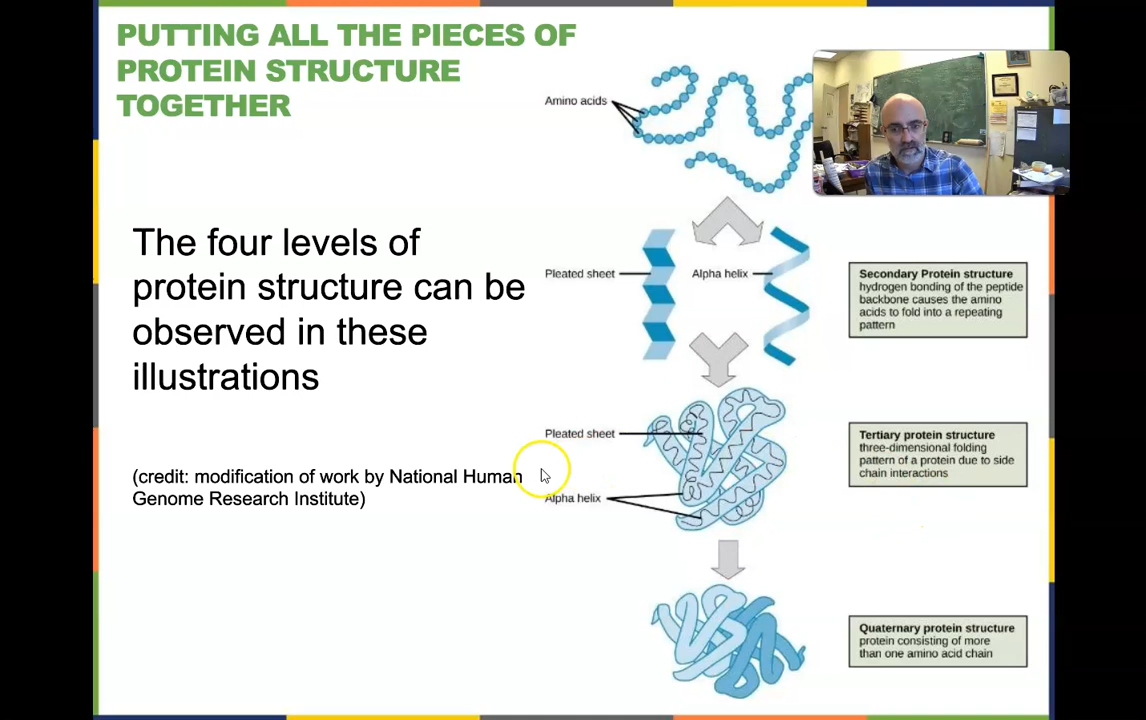 PUTTING ALL THE PIECES OF
PROTEIN STRUCTURE
TOGETHER
Amino acids
The four levels of
protein structure can be
observed in these
illustrations
(credit: modification of work by National Human
Genome Research Institute)
Pleated sheet
Alpha helix
Secondary Protein structure
hydrogen bonding of the peptide
backbone causes the amino
acids to fold into a repeating
pattern
Pleated sheet
Alpha helix
Tertiary protein structure
three-dimensional folding
pattern of a protein due to side
chain interactions
Quaternary protein structure
protein consisting of more
than one amino acid chain